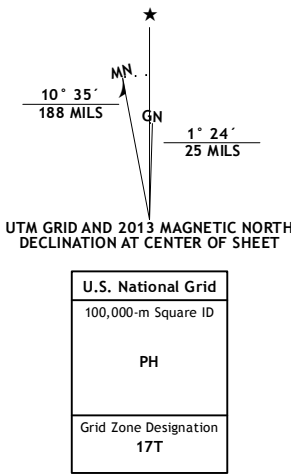 ★
MN
GN
10° 35´
188 MILS
1° 24´
25 MILS
UTM GRID AND 2013 MAGNETIC NORTH
DECLINATION AT CENTER OF SHEET
U.S. National Grid
100,000-m Square ID
PH
Grid Zone Designation
17T